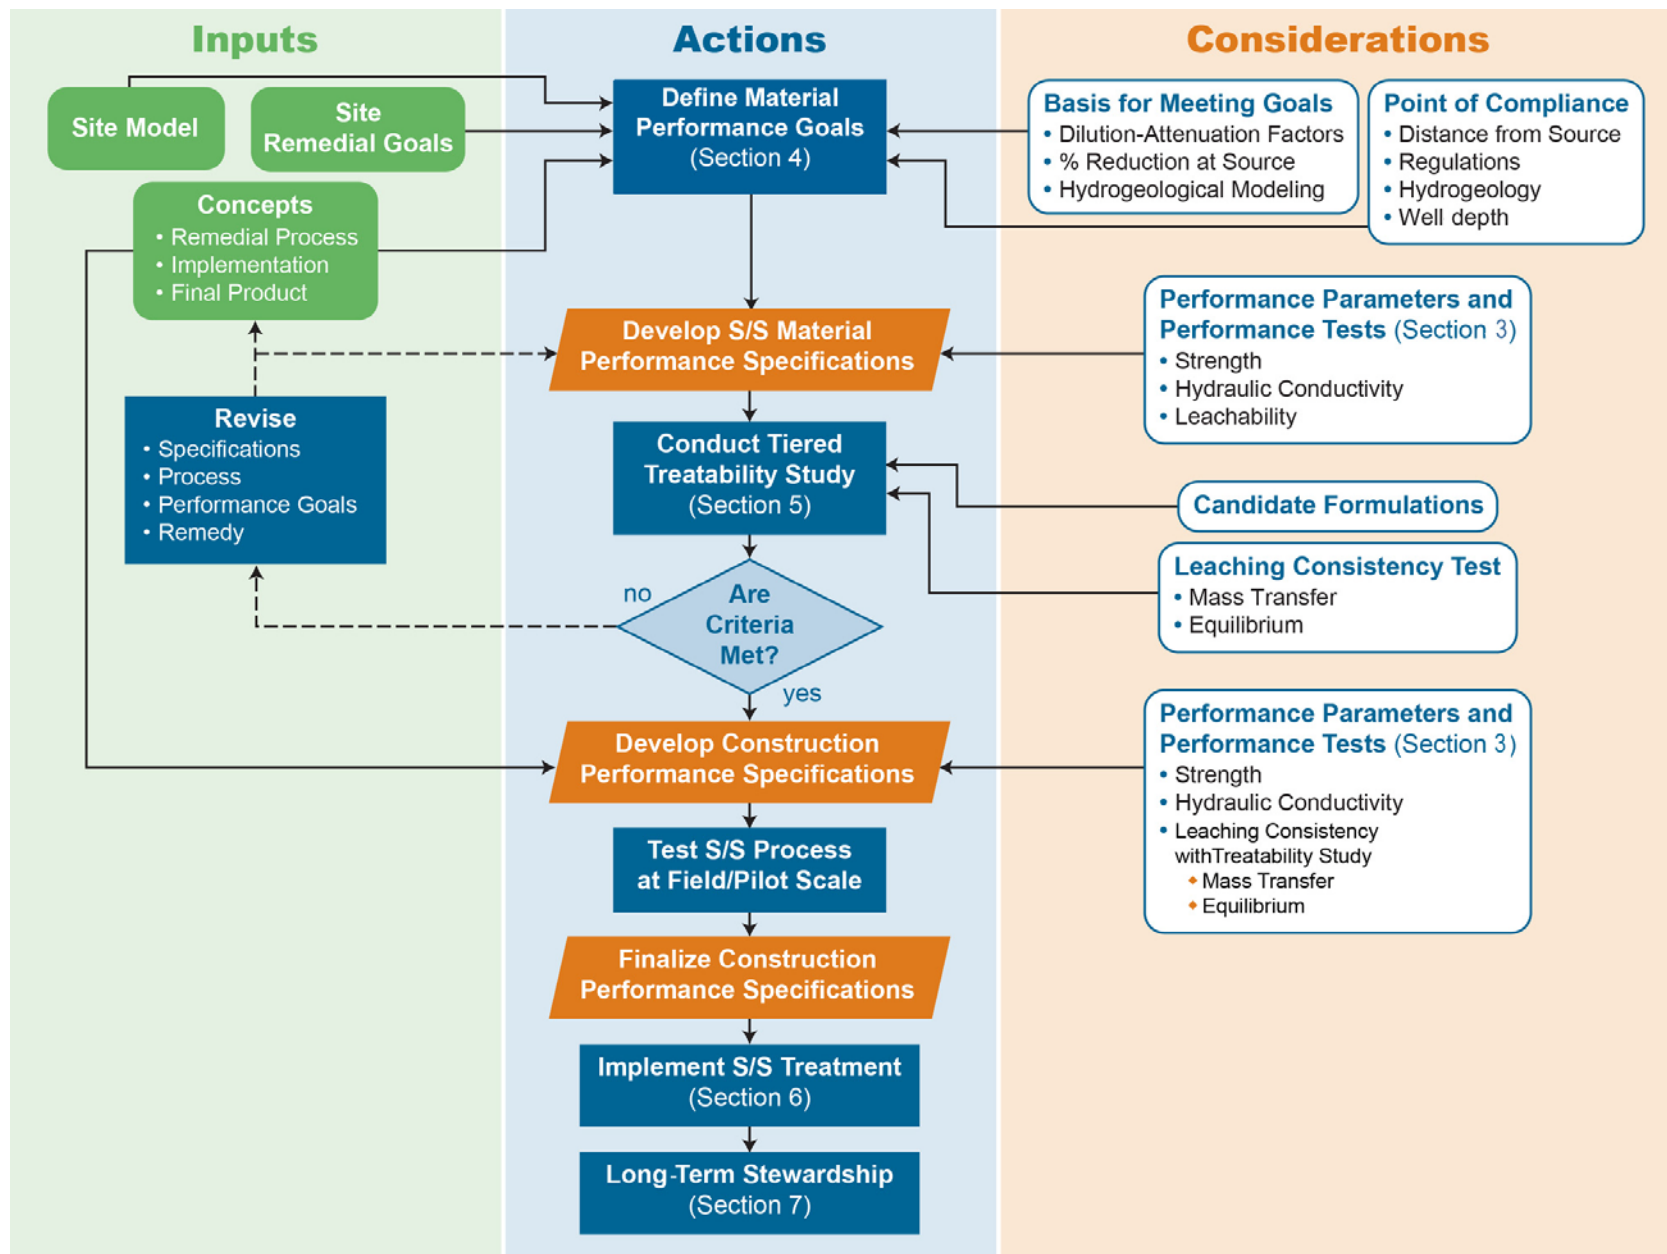 Inputs
Site Model
Site
Remedial Goals
Concepts
• Remedial Process
• Implementation
• Final Product
Revise
• Specifications
• Process
• Performance Goals
• Remedy
Actions
Define Material
Performance Goals
(Section 4)
Develop S/S Material
Performance Specifications
Conduct Tiered
Treatability Study
(Section 5)
Are
Criteria
Met?
no
yes
Develop Construction
Performance Specifications
Test S/S Process
at Field/Pilot Scale
Finalize Construction
Performance Specifications
Implement S/S Treatment
(Section 6)
Long-Term Stewardship
(Section 7)
Considerations
Basis for Meeting Goals
• Dilution-Attenuation Factors
• % Reduction at Source
• Hydrogeological Modeling
Point of Compliance
• Distance from Source
• Regulations
• Hydrogeology
• Well depth
Performance Parameters and
Performance Tests (Section 3)
• Strength
• Hydraulic Conductivity
• Leachability
Candidate Formulations
Leaching Consistency Test
• Mass Transfer
• Equilibrium
Performance Parameters and
Performance Tests (Section 3)
• Strength
• Hydraulic Conductivity
• Leaching Consistency
withTreatability Study
◆ Mass Transfer
◆ Equilibrium